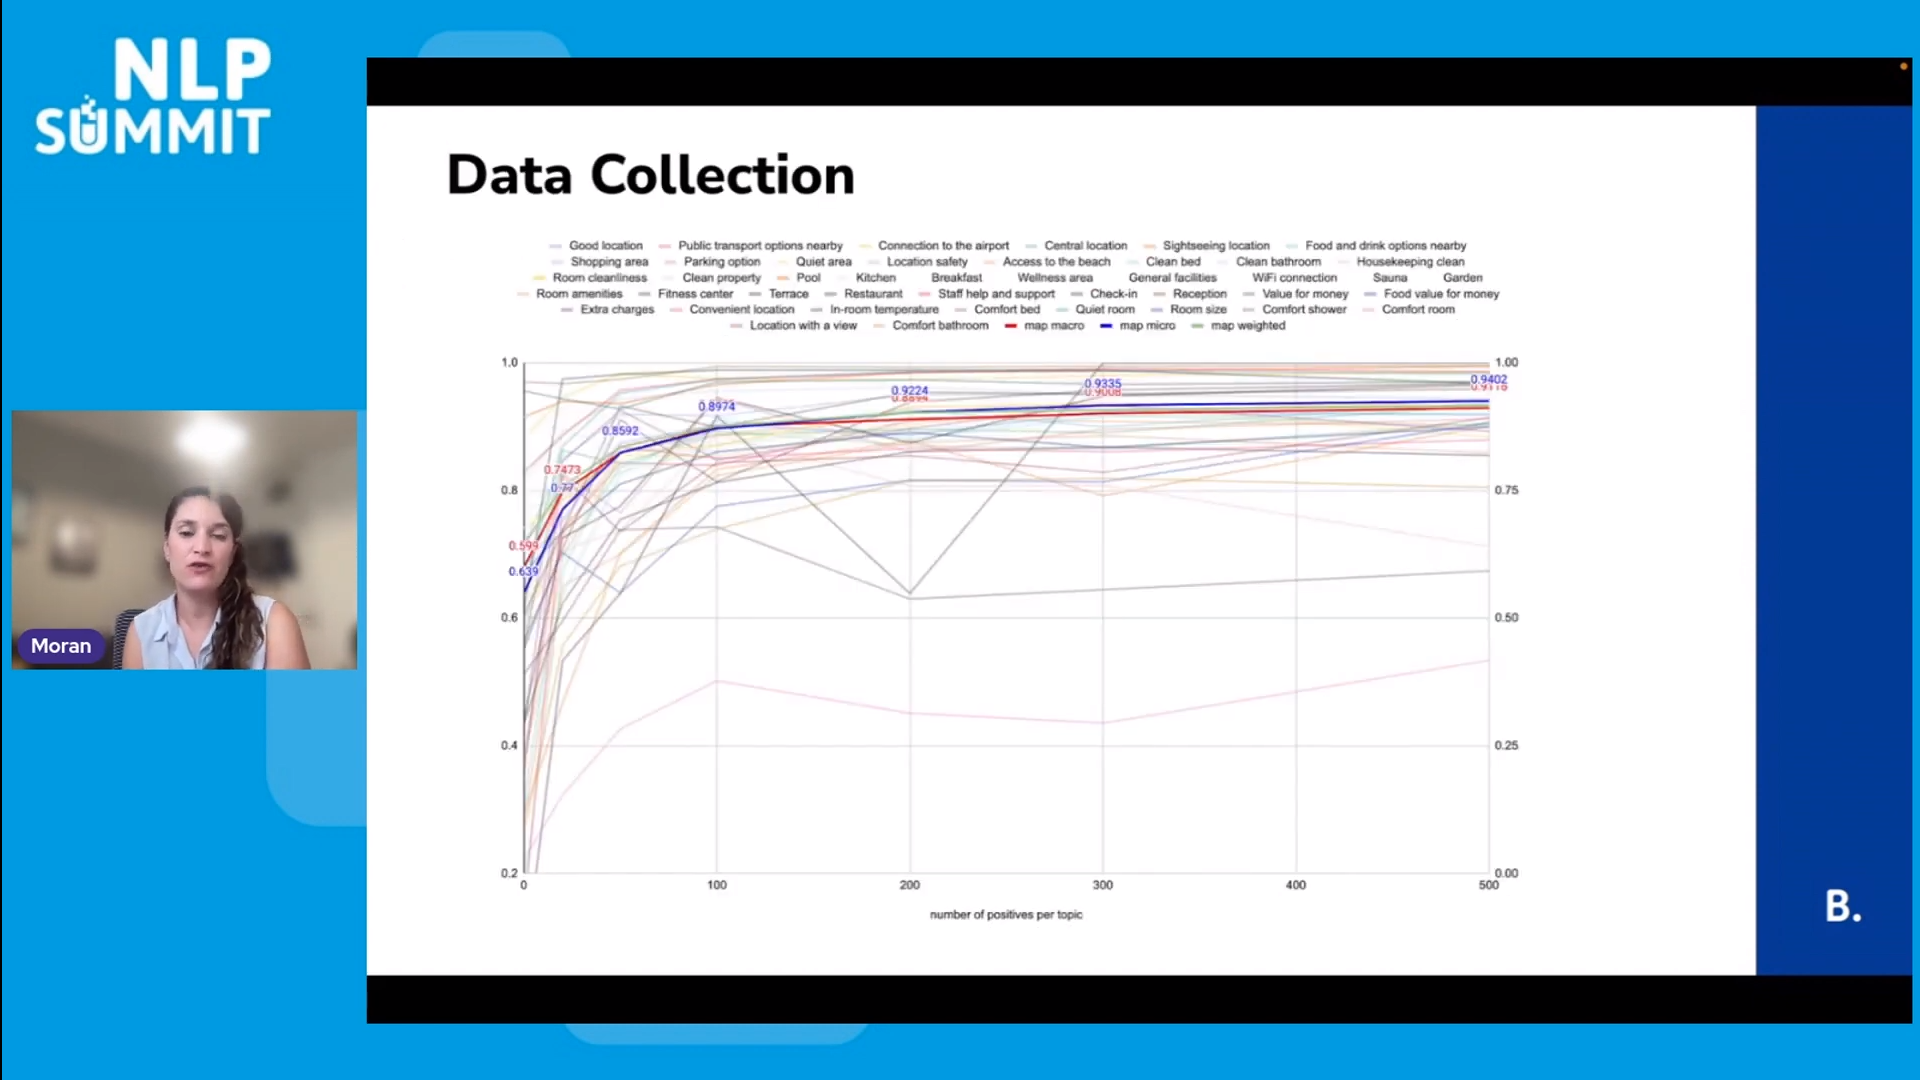 NLP
SUMMIT
Data Collection
Good location Public transport options nearby Connection to the airport Central location Sightseeing location Food and drink options nearby
Shopping area Parking option Quiet area Location safety Access to the beach Clean bed Clean bathroom Housekeeping clean
Room cleanliness Clean property Pool Kitchen Breakfast Wellness area General facilities WiFi connection Sauna Garden
Room amenities Fitness center Terrace Restaurant Staff help and support Check-in Reception Value for money Food value for money
Extra charges Convenient location In-room temperature Comfort bed Quiet room Room size Comfort shower Comfort room
Location with a view Comfort bathroom map macro map micro map weighted
1.0 1.00
0.9402
0.9335
0.9224
0.9008
0.8974
0.8592
0.7473
0.77
0.8 0.75
0.599
0.639
0.6 0.50
0.4 0.25
0.2 0.00
0 100 200 300 400 500
number of positives per topic
Moran
B.